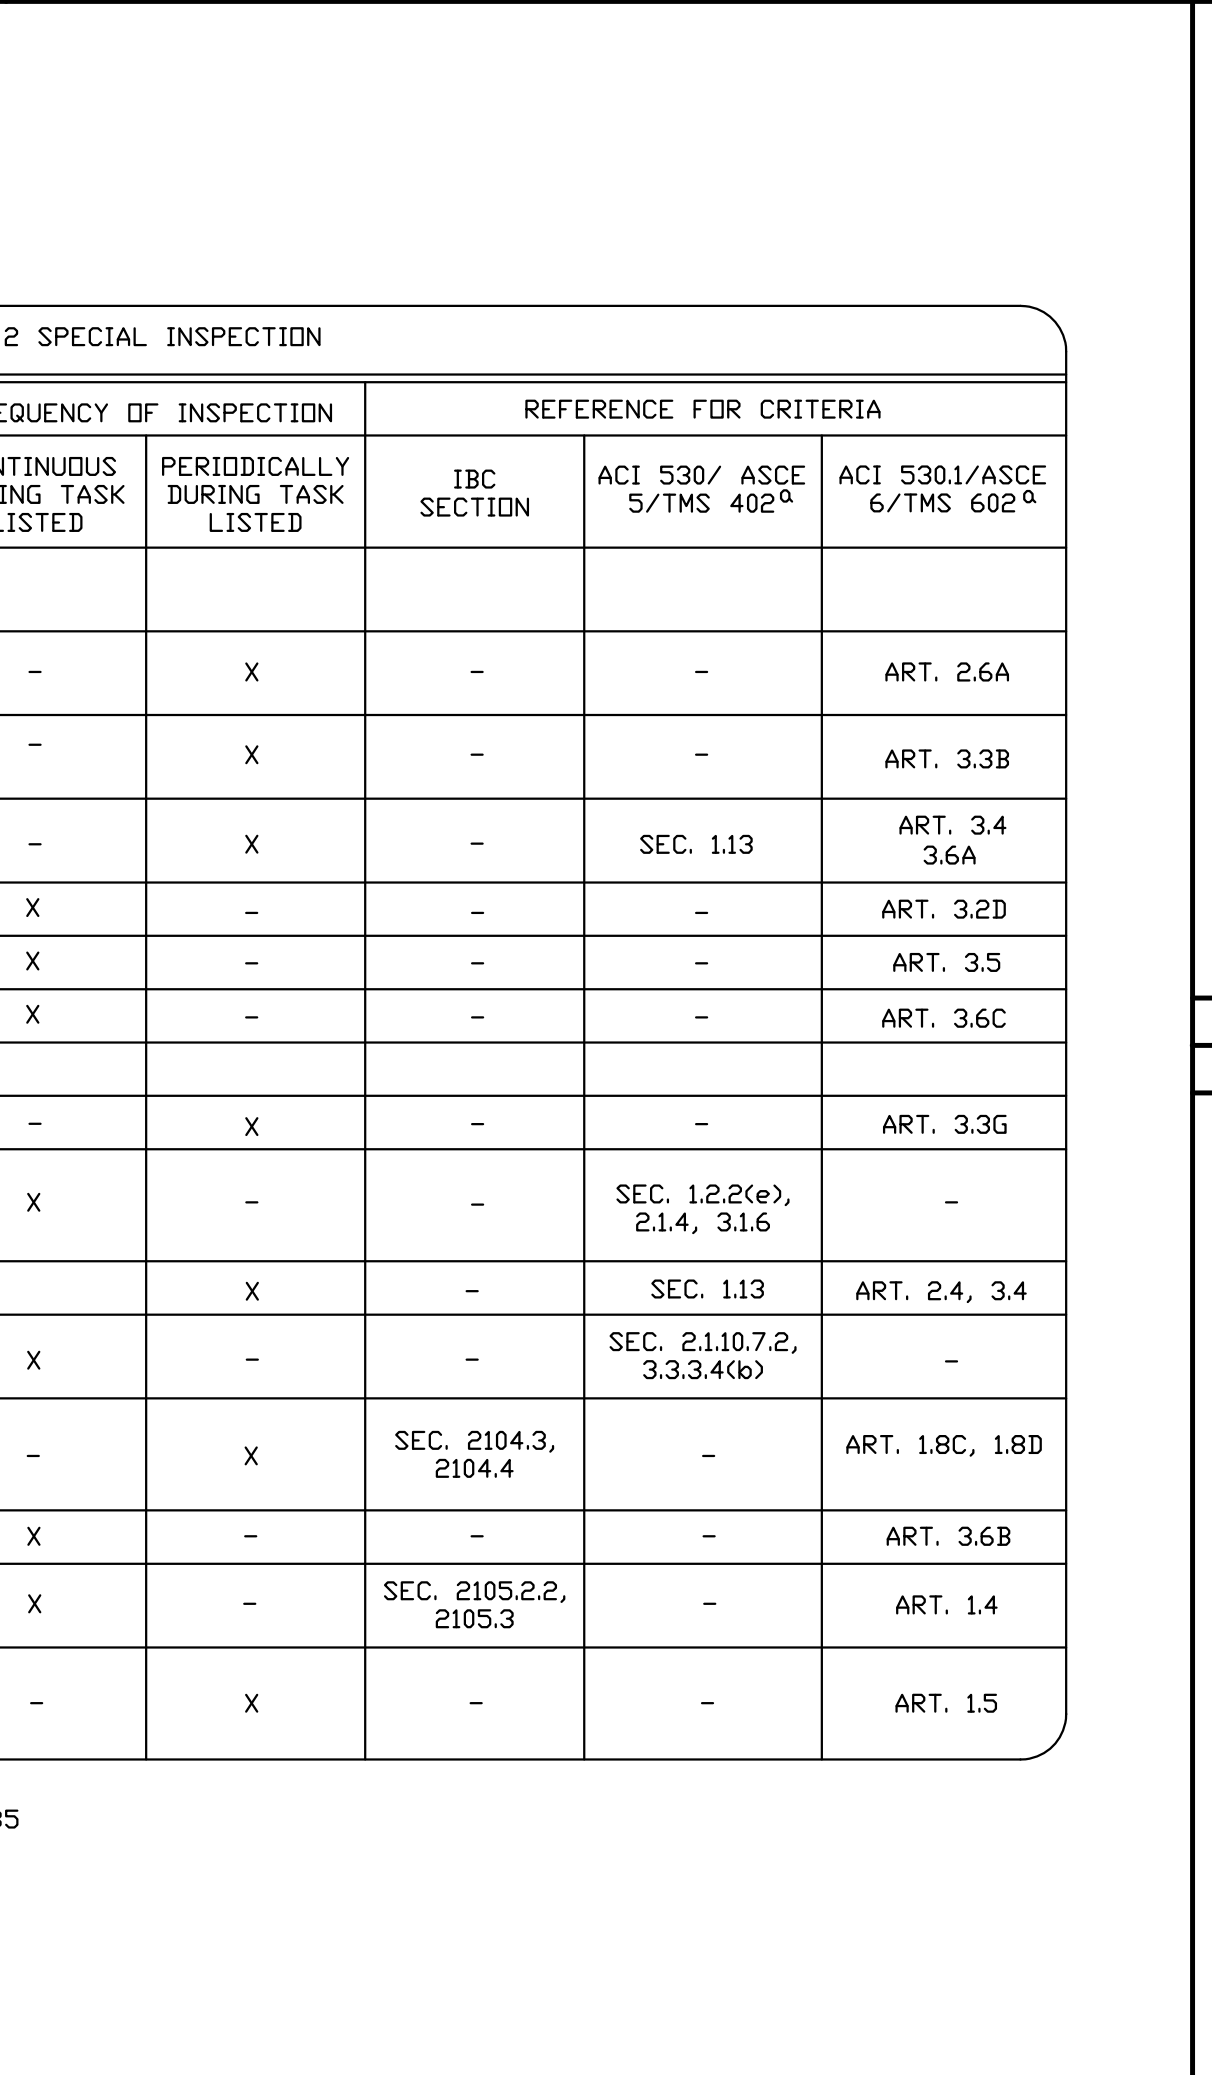 2 SPECIAL INSPECTION
EQUENCY OF INSPECTION REFERENCE FOR CRITERIA
NTINUOUS
ING TASK
LISTED
PERIODICALLY
DURING TASK
LISTED
IBC
SECTION
ACI 530/ ASCE
5/TMS 402a
ACI 530.1/ASCE
6/TMS 602a
- X - - ART. 2.6A
- X - - ART. 3.3B
- X - SEC. 1.13 ART. 3.4
3.6A
X - - - ART. 3.2D
X - - - ART. 3.5
X - - - ART. 3.6C
- X - - ART. 3.3G
X - - SEC. 1.2.2(e), -
2.1.4, 3.1.6
X - SEC. 1.13 ART. 2.4, 3.4
X - - SEC. 2.1.10.7.2, -
3.3.3.4(b)
- X SEC. 2104.3, - ART. 1.8C, 1.8D
2104.4
X - - - ART. 3.6B
X - SEC. 2105.2.2, - ART. 1.4
2105.3
- X - - ART. 1.5
35